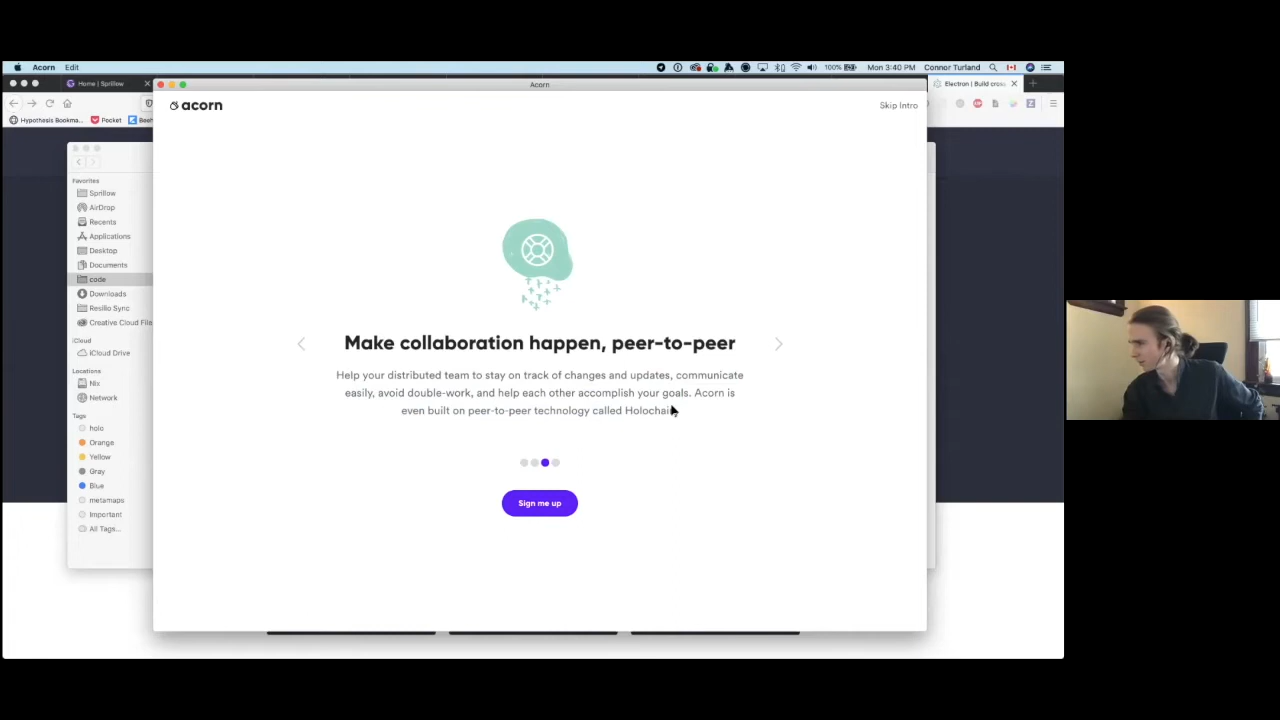 Acorn Edit
100% Mon 3:40 PM Connor Turland
Home | Sprillow
Acorn
Electron | Build cross
Hypothesis Bookma... Pocket Beeh
acorn
Skip Intro
Favorites
Sprillow
AirDrop
Recents
Applications
Desktop
Documents
code
Downloads
Resilio Sync
Creative Cloud File
iCloud
iCloud Drive
Locations
Nix
Network
Tags
holo
Orange
Yellow
Gray
Blue
metamaps
Important
All Tags...
Make collaboration happen, peer-to-peer
Help your distributed team to stay on track of changes and updates, communicate
easily, avoid double-work, and help each other accomplish your goals. Acorn is
even built on peer-to-peer technology called Holochain
Sign me up